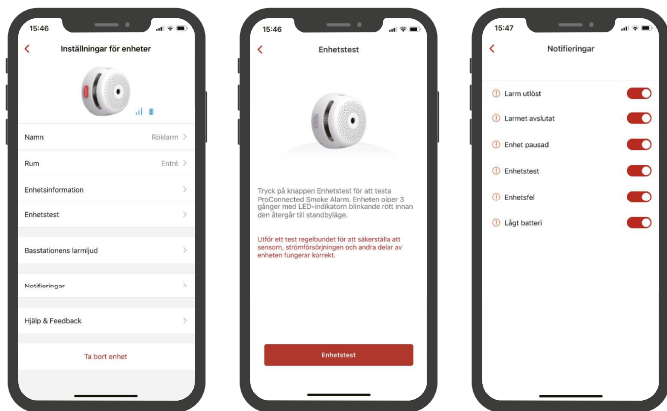 15:46
Inställningar för enheter
Namn Röklarm
Rum Entré
Enhetsinformation
Enhetstest
Basstationens larmljud
Notifieringar
Hjälp & Feedback
Ta bort enhet
15:46
Enhetstest
Tryck på knappen Enhetstest för att testa
ProConnected Smoke Alarm. Enheten piper 3
gånger med LED-indikatorn blinkande rött innan
den återgår till standbyläge.
Utför ett test regelbundet för att säkerställa att
sensorn, strömförsörjningen och andra delar av
enheten fungerar korrekt.
Enhetstest
15:47
Notifieringar
Larm utlöst
Larmet avslutat
Enhet pausad
Enhetstest
Enhetsfel
Lågt batteri